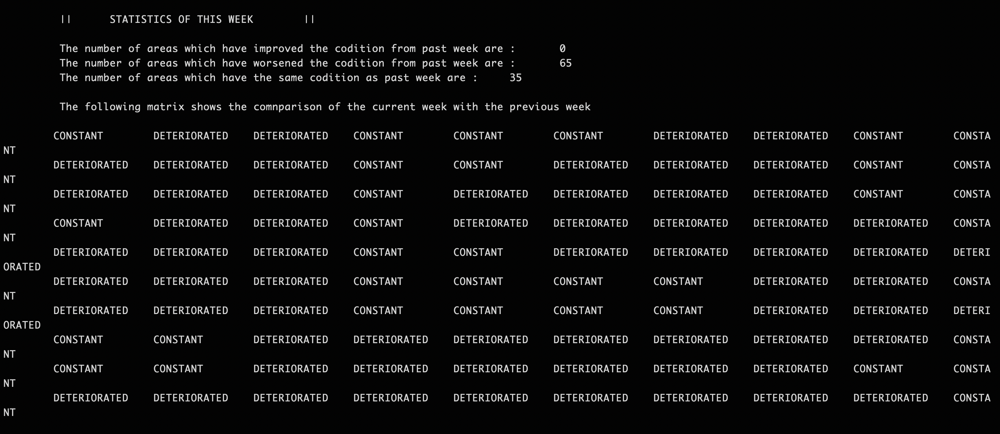 ||      STATISTICS OF THIS WEEK        ||
The number of areas which have improved the codition from past week are :       0
The number of areas which have worsened the codition from past week are :       65
The number of areas which have the same codition as past week are :     35
The following matrix shows the comnparison of the current week with the previous week
CONSTANT        DETERIORATED    DETERIORATED    CONSTANT        CONSTANT        CONSTANT        DETERIORATED    DETERIORATED    CONSTANT        CONSTA
NT
DETERIORATED    DETERIORATED    DETERIORATED    CONSTANT        CONSTANT        DETERIORATED    DETERIORATED    DETERIORATED    CONSTANT        CONSTA
NT
DETERIORATED    DETERIORATED    DETERIORATED    CONSTANT        DETERIORATED    DETERIORATED    DETERIORATED    DETERIORATED    CONSTANT        CONSTA
NT
CONSTANT        DETERIORATED    DETERIORATED    CONSTANT        DETERIORATED    DETERIORATED    DETERIORATED    DETERIORATED    DETERIORATED    CONSTA
NT
DETERIORATED    DETERIORATED    DETERIORATED    CONSTANT        CONSTANT        DETERIORATED    DETERIORATED    DETERIORATED    DETERIORATED    DETERI
ORATED
DETERIORATED    DETERIORATED    DETERIORATED    CONSTANT        CONSTANT        CONSTANT        CONSTANT        DETERIORATED    DETERIORATED    CONSTA
NT
DETERIORATED    DETERIORATED    DETERIORATED    CONSTANT        CONSTANT        CONSTANT        CONSTANT        DETERIORATED    DETERIORATED    DETERI
ORATED
CONSTANT        CONSTANT        DETERIORATED    DETERIORATED    DETERIORATED    DETERIORATED    DETERIORATED    DETERIORATED    DETERIORATED    CONSTA
NT
CONSTANT        CONSTANT        DETERIORATED    DETERIORATED    DETERIORATED    DETERIORATED    DETERIORATED    DETERIORATED    CONSTANT        CONSTA
NT
DETERIORATED    DETERIORATED    DETERIORATED    DETERIORATED    DETERIORATED    DETERIORATED    DETERIORATED    DETERIORATED    DETERIORATED    CONSTA
NT